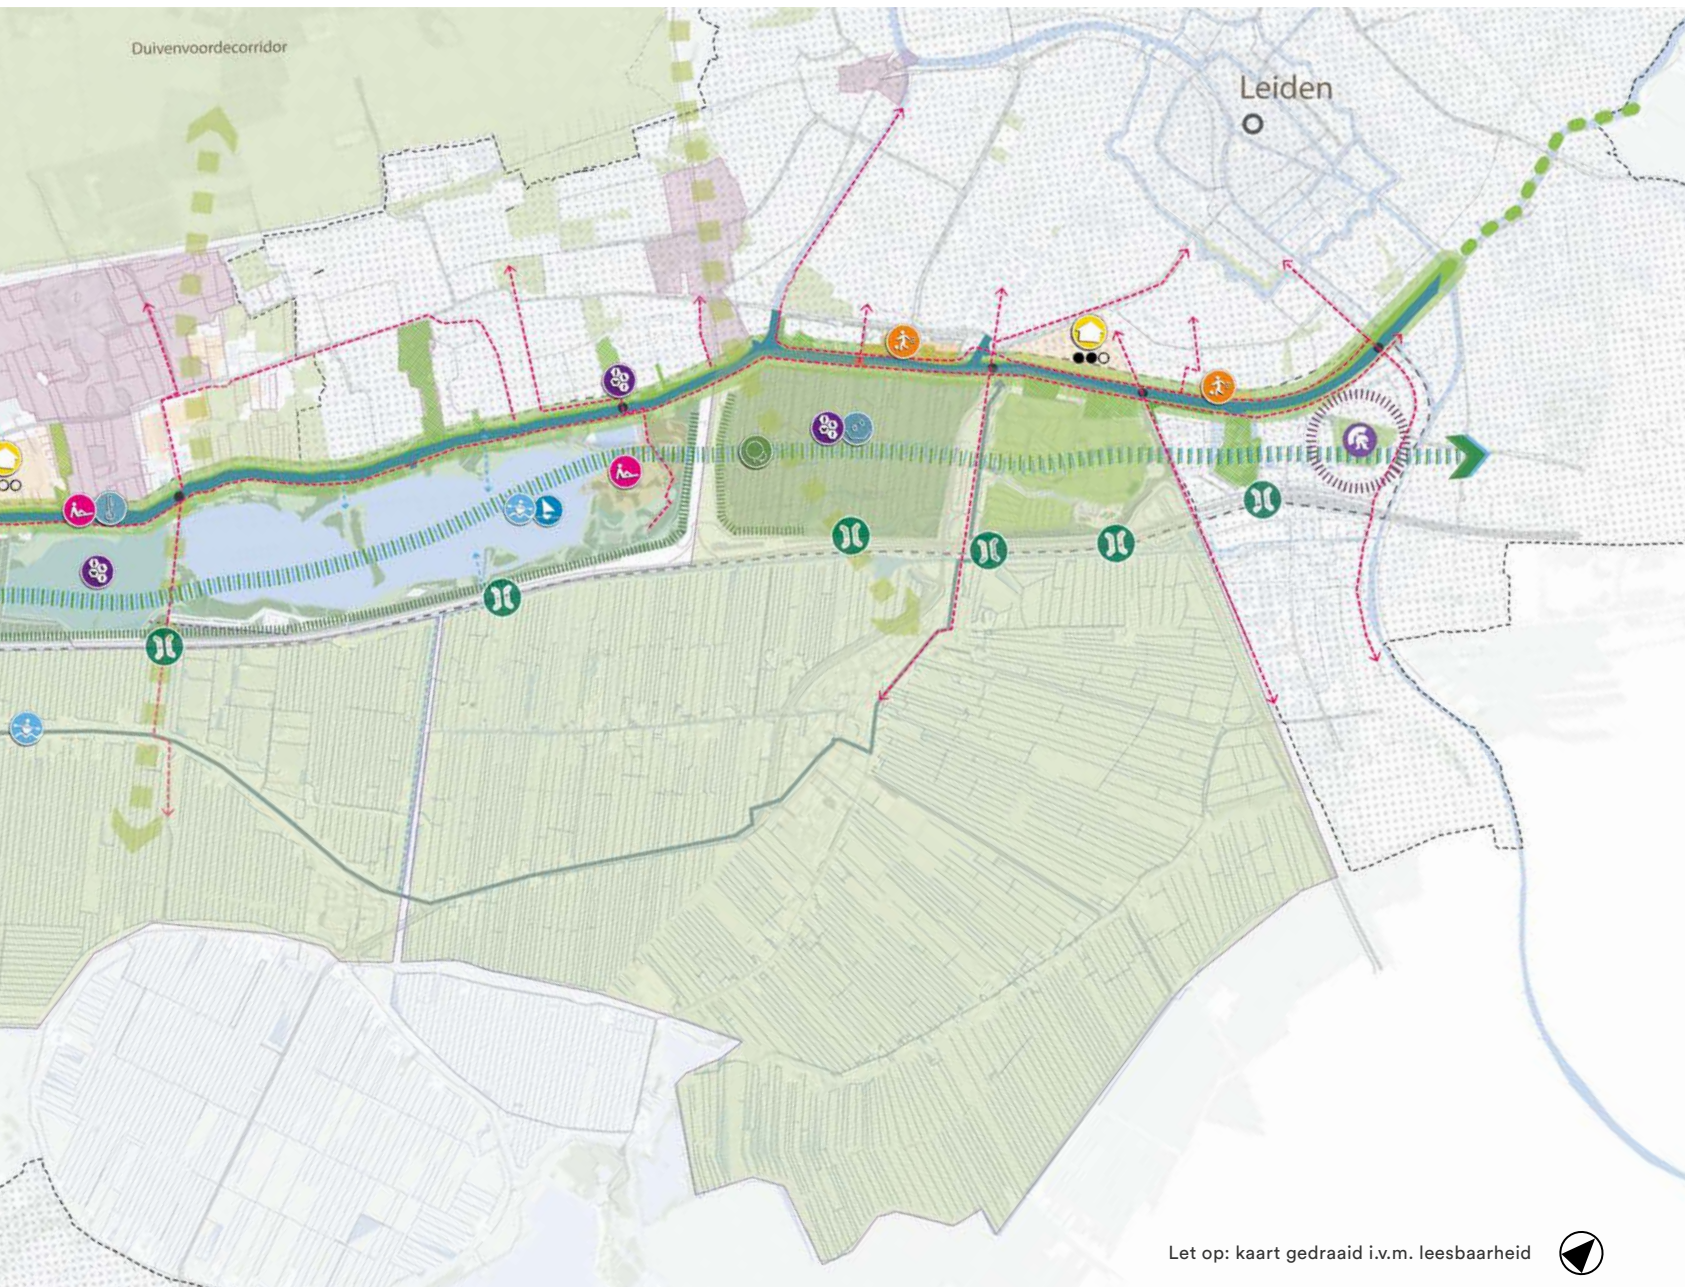 Duivenvoordecorridor
Leiden
Let op: kaart gedraaid i.v.m. leesbaarheid